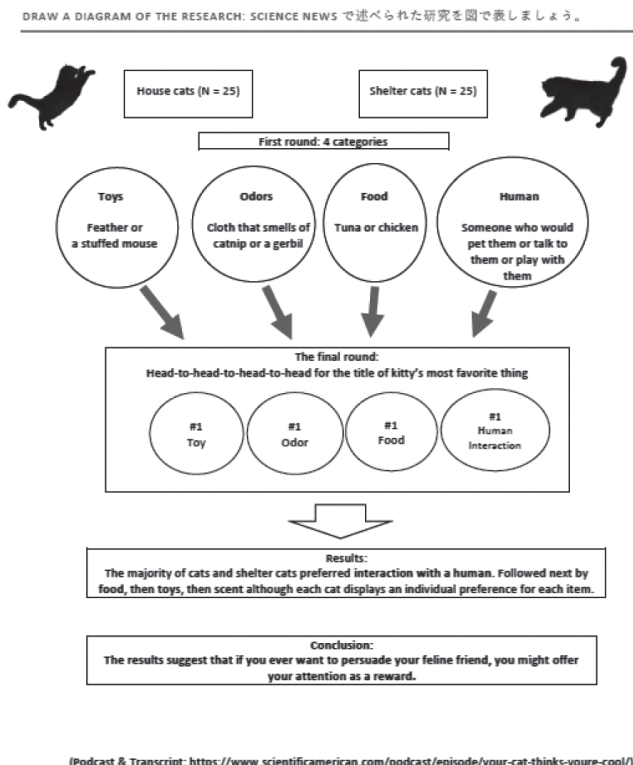 DRAW A DIAGRAM OF THE RESEARCH: SCIENCE NEWS で述べられた研究を図で表しましょう。
House cats (N = 25)
Shelter cats (N = 25)
First round: 4 categories
Toys
Feather or
a stuffed mouse
Odors
Cloth that smells of
catnip or a gerbil
Food
Tuna or chicken
Human
Someone who would
pet them or talk to
them or play with
them
The final round:
Head-to-head-to-head-to-head for the title of kitty's most favorite thing
#1
Toy
#1
Odor
#1
Food
#1
Human
Interaction
Results:
The majority of cats and shelter cats preferred interaction with a human. Followed next by
food, then toys, then scent although each cat displays an individual preference for each item.
Conclusion:
The results suggest that if you ever want to persuade your feline friend, you might offer
your attention as a reward.
(Podcast & Transcript: https://www.scientificamerican.com/podcast/episode/your-cat-thinks-youre-cool/)